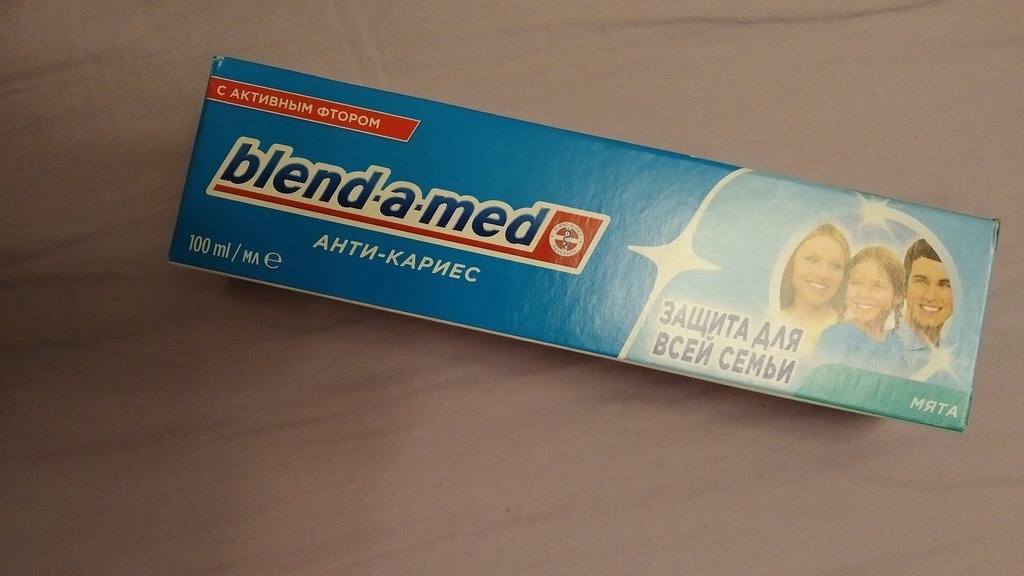 С АКТИВНЫМ ФТОРОМ
blend-a-med
АНТИ-КАРИЕС
100 ml / мл e
ЗАЩИТА ДЛЯ
ВСЕЙ СЕМЬИ
МЯТА